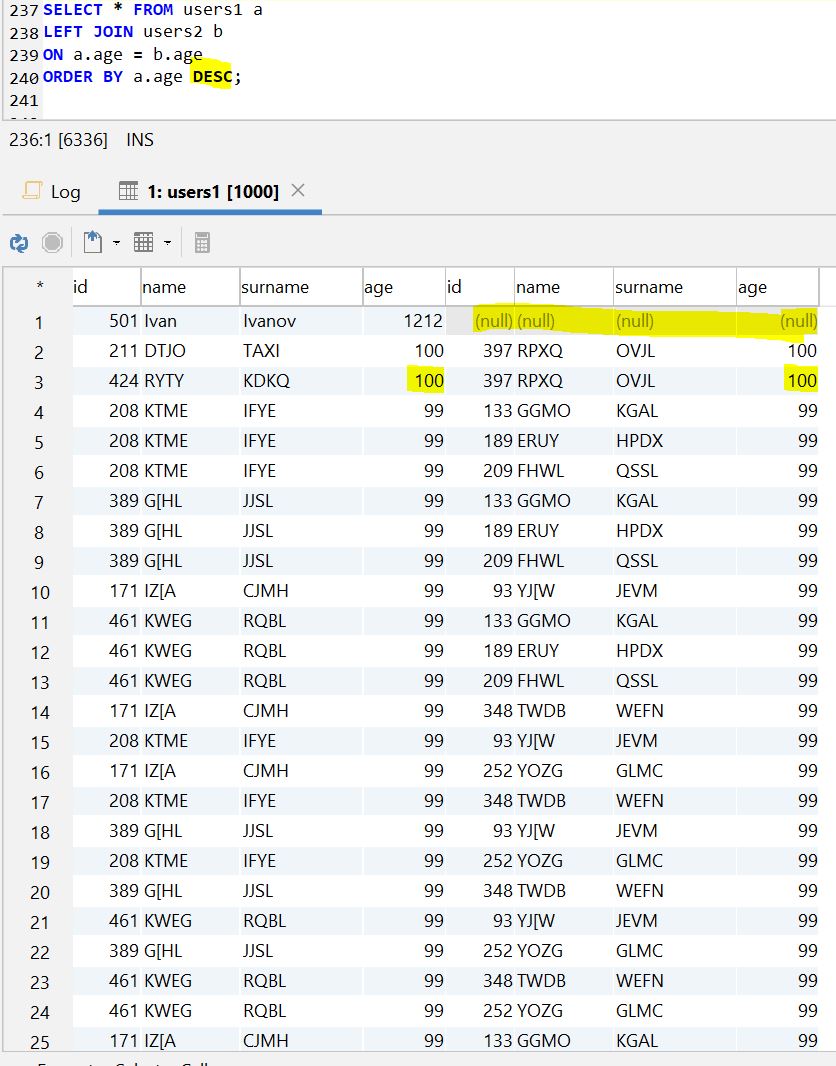 237 SELECT * FROM users1 a
238 LEFT JOIN users2 b
239 ON a.age = b.age
240 ORDER BY a.age DESC;
241
236:1 [6336] INS
Log 1: users1 [1000]
* id name surname age id name surname age
1 501 Ivan Ivanov 1212 (null) (null) (null) (null)
2 211 DTJO TAXI 100 397 RPXQ OVJL 100
3 424 RYTY KDKQ 100 397 RPXQ OVJL 100
4 208 KTME IFYE 99 133 GGMO KGAL 99
5 208 KTME IFYE 99 189 ERUY HPDX 99
6 208 KTME IFYE 99 209 FHWL QSSL 99
7 389 G[HL JJSL 99 133 GGMO KGAL 99
8 389 G[HL JJSL 99 189 ERUY HPDX 99
9 389 G[HL JJSL 99 209 FHWL QSSL 99
10 171 IZ[A CJMH 99 93 YJ[W JEVM 99
11 461 KWEG RQBL 99 133 GGMO KGAL 99
12 461 KWEG RQBL 99 189 ERUY HPDX 99
13 461 KWEG RQBL 99 209 FHWL QSSL 99
14 171 IZ[A CJMH 99 348 TWDB WEFN 99
15 208 KTME IFYE 99 93 YJ[W JEVM 99
16 171 IZ[A CJMH 99 252 YOZG GLMC 99
17 208 KTME IFYE 99 348 TWDB WEFN 99
18 389 G[HL JJSL 99 93 YJ[W JEVM 99
19 208 KTME IFYE 99 252 YOZG GLMC 99
20 389 G[HL JJSL 99 348 TWDB WEFN 99
21 461 KWEG RQBL 99 93 YJ[W JEVM 99
22 389 G[HL JJSL 99 252 YOZG GLMC 99
23 461 KWEG RQBL 99 348 TWDB WEFN 99
24 461 KWEG RQBL 99 252 YOZG GLMC 99
25 171 IZ[A CJMH 99 133 GGMO KGAL 99